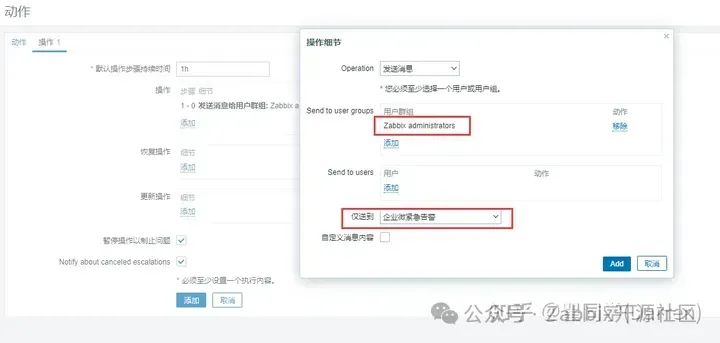 动作
动作 操作 1
* 默认操作步骤持续时间 1h
操作 步骤 细节
1 - 0 发送消息给用户群组: Zabbix a
添加
恢复操作 细节
添加
更新操作 细节
添加
暂停操作以制止问题
Notify about canceled escalations
* 必须至少设置一个执行内容。
添加 取消
操作细节
Operation 发送消息
* 您必须至少选择一个用户或用户组。
Send to user groups 用户群组 动作
Zabbix administrators 移除
添加
Send to users 用户 动作
添加
仅送到 企业微紧急告警
自定义消息内容
Add 取消
公众号 · Zabbix开源社区